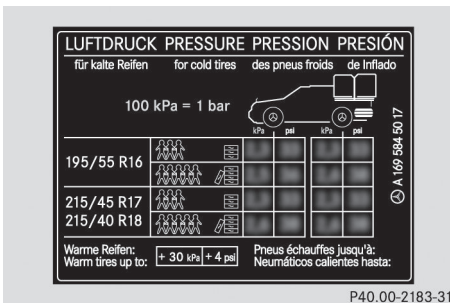 LUFTDRUCK PRESSURE PRESSION PRESIÓN
für kalte Reifen for cold tires des pneus froids de Inflado
100 kPa = 1 bar
kPa psi kPa psi
195/55 R16
215/45 R17
215/40 R18
A 169 584 50 17
Warme Reifen:
Warm tires up to:
+ 30 kPa + 4 psi
Pneus échauffes jusqu'à:
Neumáticos calientes hasta:
P40.00-2183-31